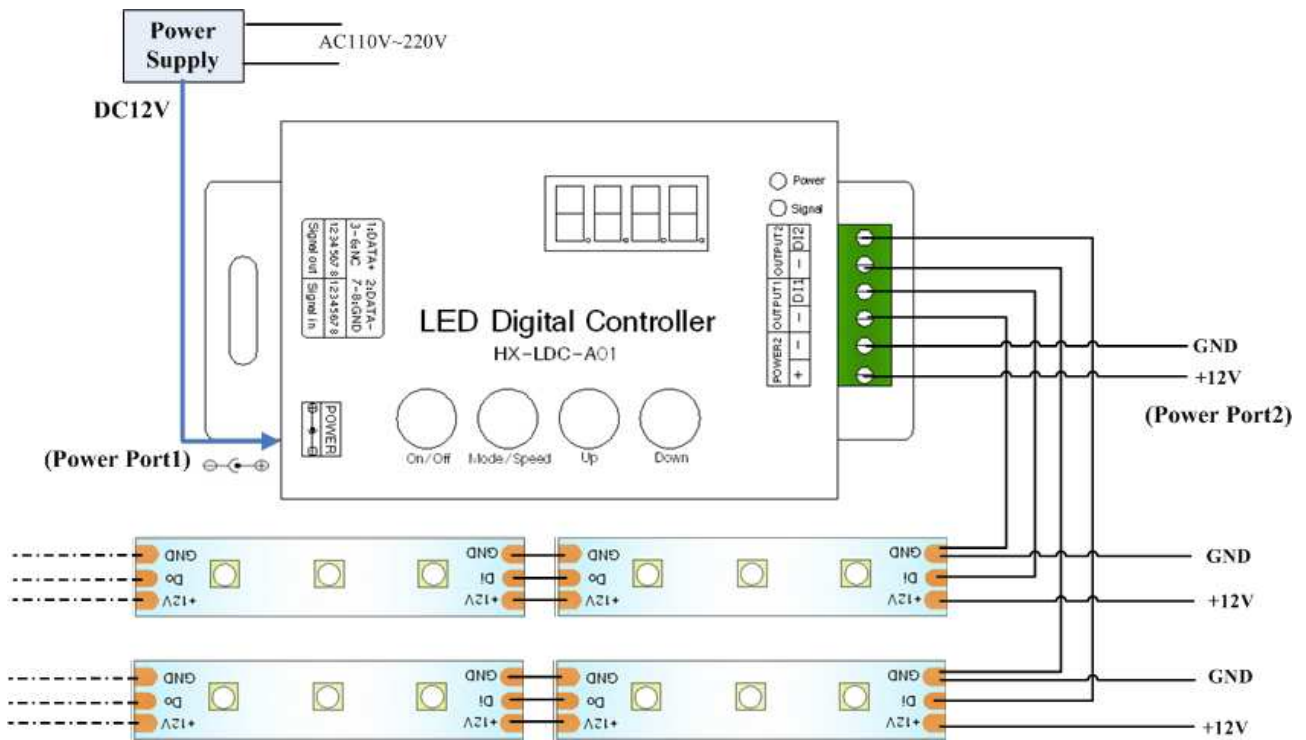 Power
Supply
AC110V~220V
DC12V
Power
Signal
1:DATA+ 2:DATA-
3-6:NC 7-8:GND
12345678 12345678
Signal out Signal in
LED Digital Controller
HX-LDC-A01
POWER
On/Off Mode/Speed Up Down
OUTPUT2 DI2
-
OUTPUT1 DI1
-
POWER2 -
+
GND
+12V
(Power Port2)
(Power Port1)
GND GND GND GND GND
Do Di Do Di
+12V +12V +12V +12V +12V
GND GND GND GND GND
Do Di Do Di
+12V +12V +12V +12V +12V